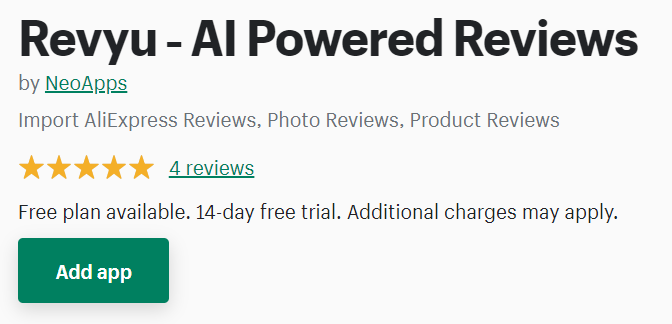 Revyu - AI Powered Reviews
by NeoApps
Import AliExpress Reviews, Photo Reviews, Product Reviews
4 reviews
Free plan available. 14-day free trial. Additional charges may apply.
Add app